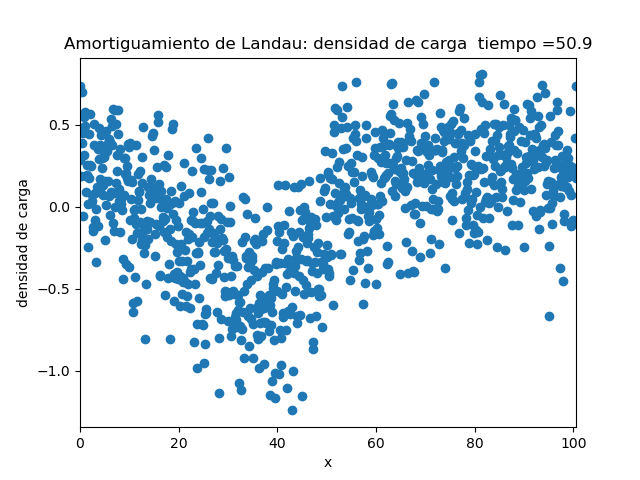 Amortiguamiento de Landau: densidad de carga  tiempo =50.9
densidad de carga
0.5
0.0
−0.5
−1.0
0 20 40 60 80 100
x